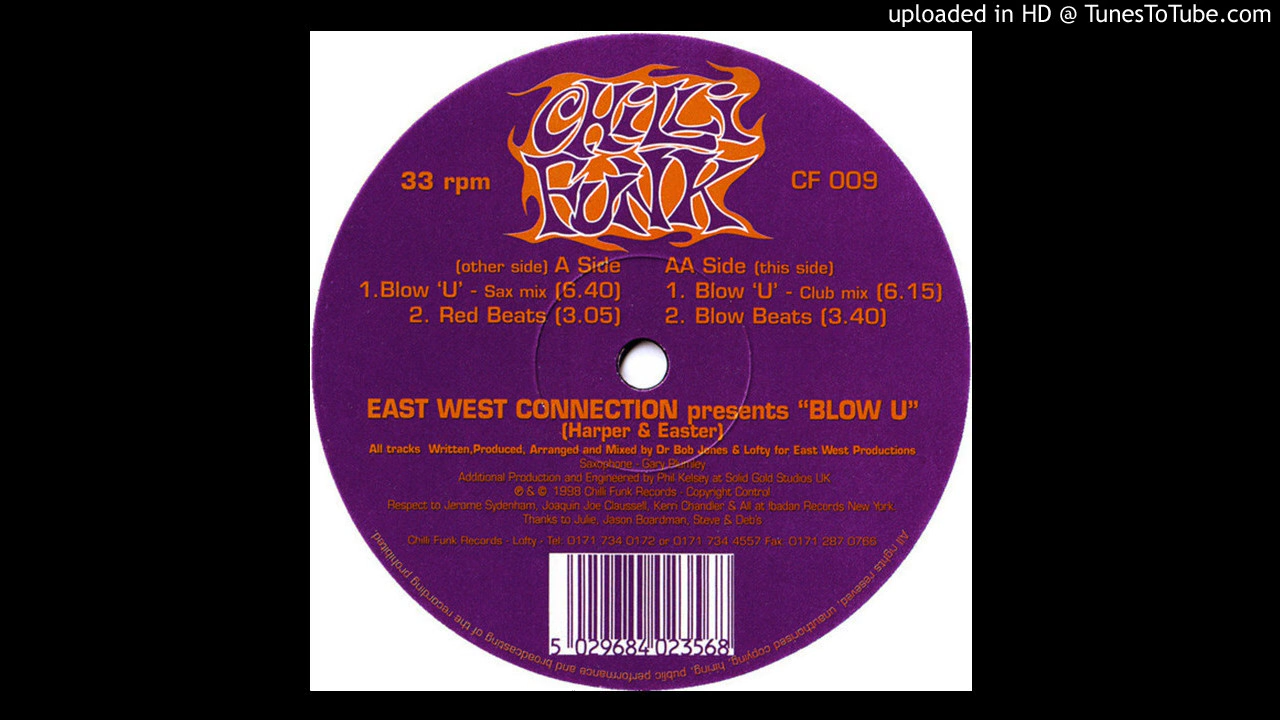 uploaded in HD @ TunesToTube.com
CHiLLi
FUNK
33 rpm
CF 009
(other side) A Side
1.Blow ‘U’ - Sax mix (6.40)
2. Red Beats (3.05)
AA Side (this side)
1. Blow ‘U’ - Club mix (6.15)
2. Blow Beats (3.40)
EAST WEST CONNECTION presents “BLOW U”
(Harper & Easter)
All tracks Written,Produced, Arranged and Mixed by Dr Bob Jones & Lofty for East West Productions
Saxophone - Gary Plumley
Additional Production and Engineered by Phil Kelsey at Solid Gold Studios UK
℗ & © 1998 Chilli Funk Records - Copyright Control
Respect to Jerome Sydenham, Joaquin Joe Claussell, Kerri Chandler & All at Ibadan Records New York.
Thanks to Julie, Jason Boardman, Steve & Deb's
Chilli Funk Records - Lofty - Tel: 0171 734 0172 or 0171 734 4557 Fax: 0171 287 0766
All rights reseved, unauthorised copying, hiring, public performance and broadcasting of the recording prohibited.
5 029684 023568